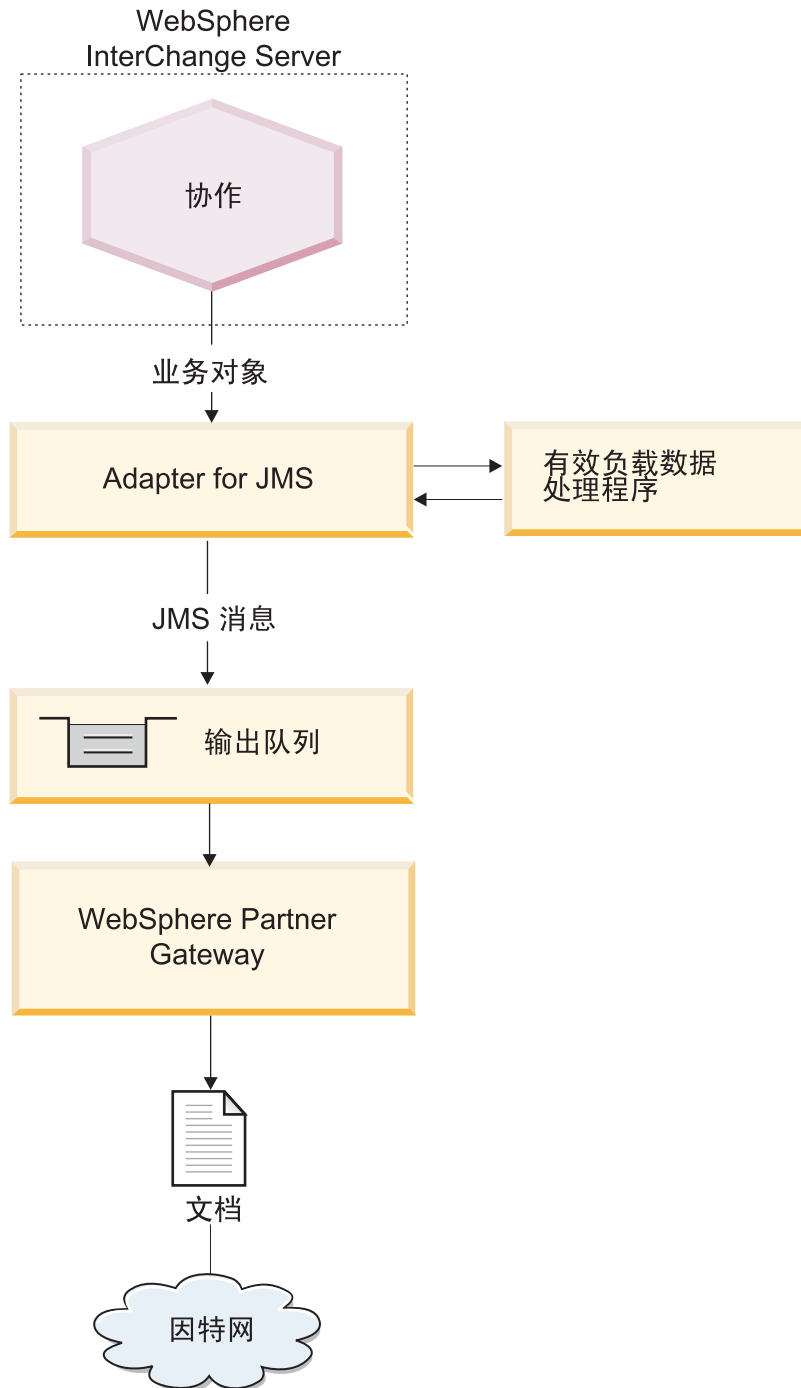 WebSphere
InterChange Server
协作
业务对象
Adapter for JMS
有效负载数据
处理程序
JMS 消息
输出队列
WebSphere Partner
Gateway
文档
因特网